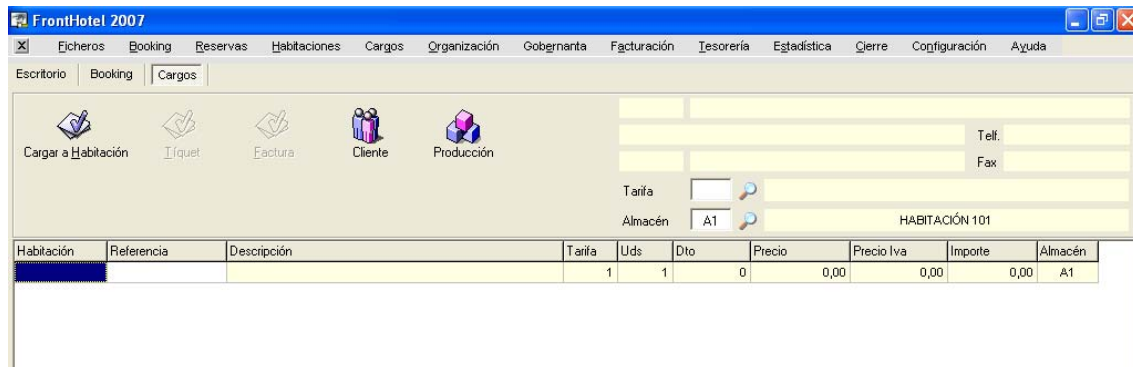 FrontHotel 2007
Ficheros Booking Reservas Habitaciones Cargos Organización Gobernanta Facturación Tesorería Estadística Cierre Configuración Ayuda
Escritorio Booking Cargos
Cargar a Habitación Tíquet Factura Cliente Producción
Telf.
Fax
Tarifa
Almacén A1 HABITACIÓN 101
Habitación Referencia Descripción Tarifa Uds Dto Precio Precio Iva Importe Almacén
1 1 0 0,00 0,00 0,00 A1